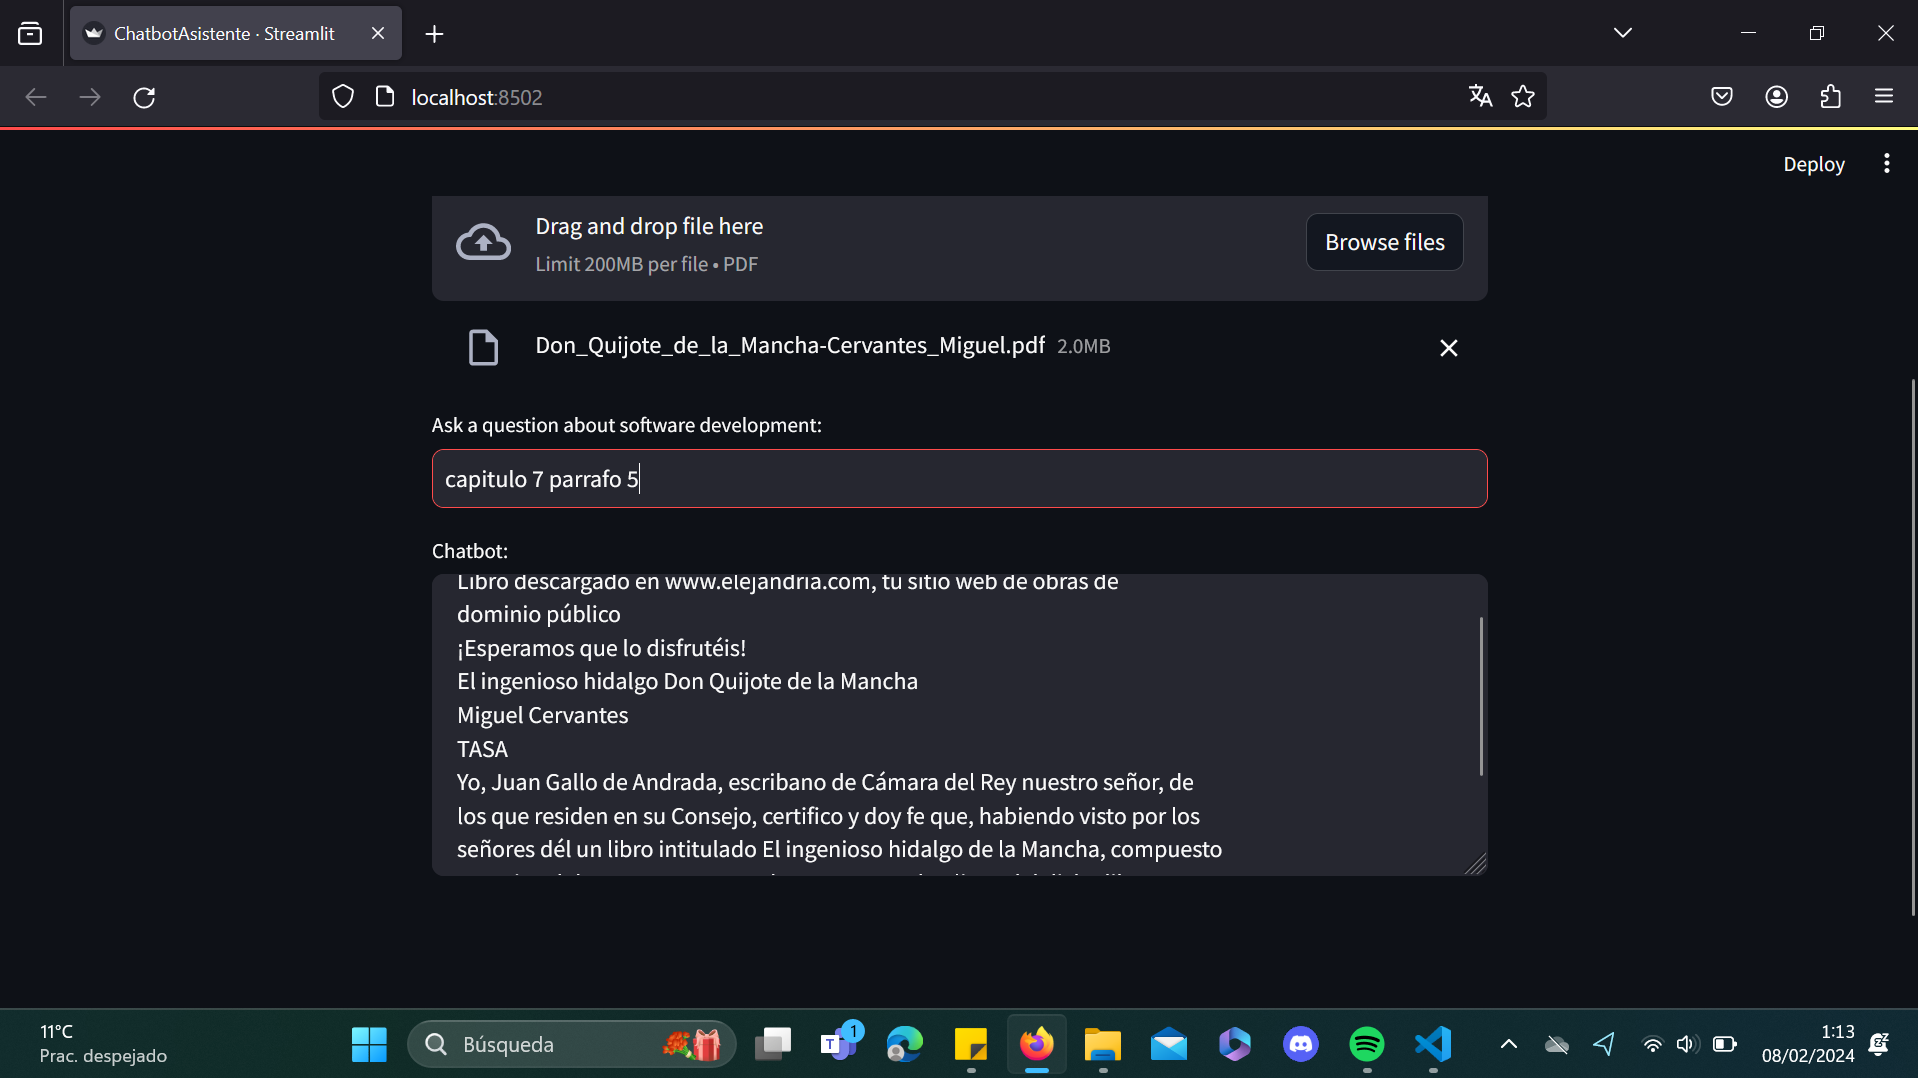 ChatbotAsistente · Streamlit
localhost:8502
Deploy
Drag and drop file here
Limit 200MB per file • PDF
Browse files
Don_Quijote_de_la_Mancha-Cervantes_Miguel.pdf 2.0MB
Ask a question about software development:
capitulo 7 parrafo 5
Chatbot:
Libro descargado en www.elejandria.com, tu sitio web de obras de
dominio público
¡Esperamos que lo disfrutéis!
El ingenioso hidalgo Don Quijote de la Mancha
Miguel Cervantes
TASA
Yo, Juan Gallo de Andrada, escribano de Cámara del Rey nuestro señor, de
los que residen en su Consejo, certifico y doy fe que, habiendo visto por los
señores dél un libro intitulado El ingenioso hidalgo de la Mancha, compuesto
11°C
Prac. despejado
Búsqueda
1
1:13
08/02/2024